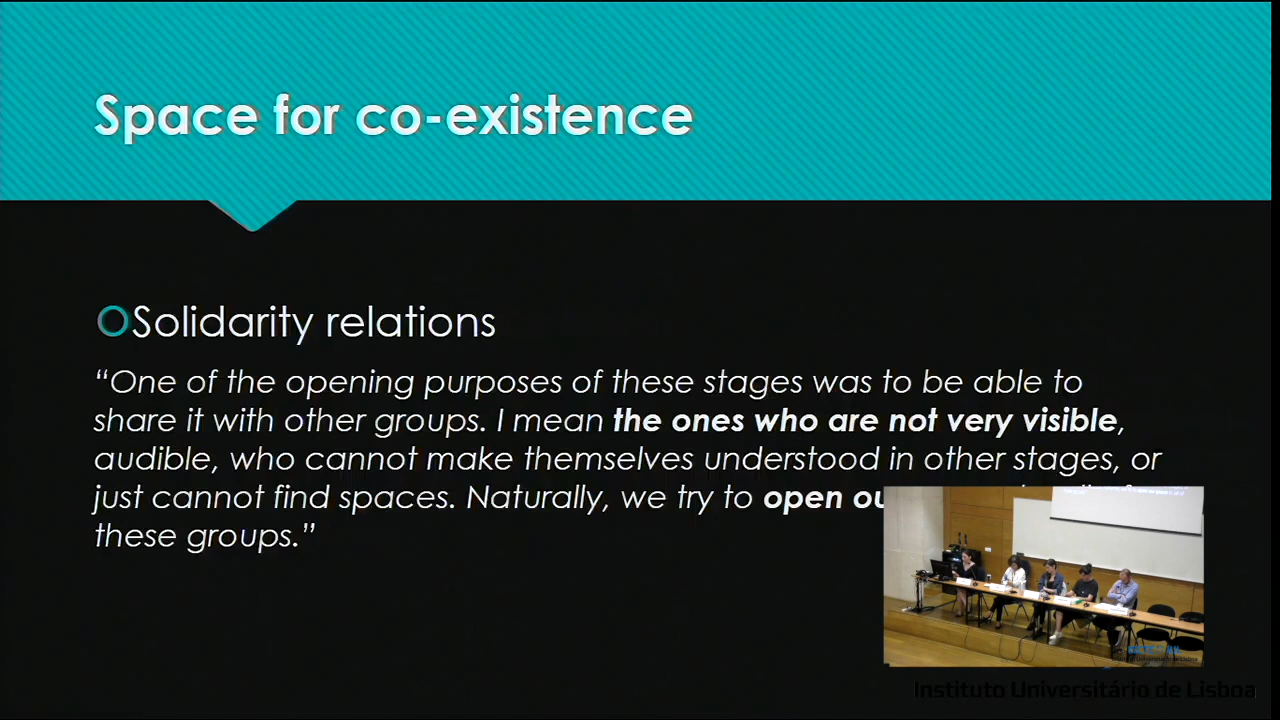 Space for co-existence
Solidarity relations
“One of the opening purposes of these stages was to be able to
share it with other groups. I mean the ones who are not very visible,
audible, who cannot make themselves understood in other stages, or
just cannot find spaces. Naturally, we try to open
these groups.”
Instituto Universitário de Lisboa